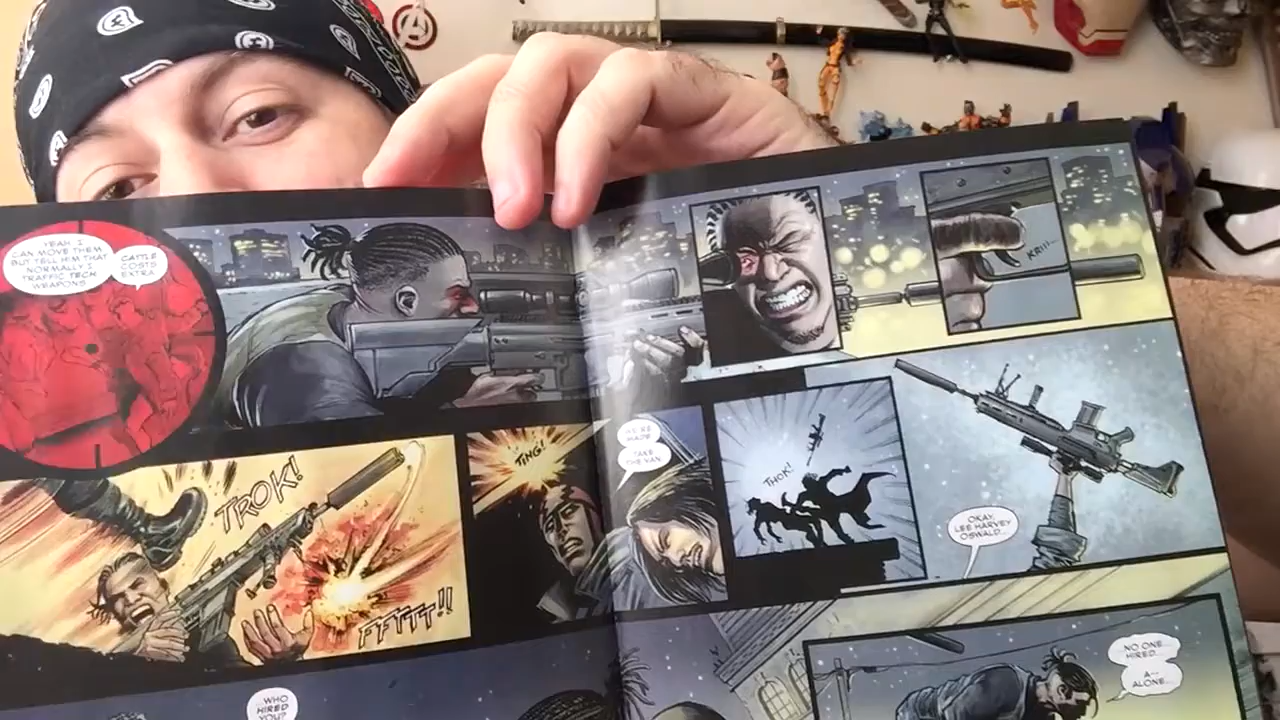 YEAH. I
CAN MOVE THEM
BUT TELL HIM THAT
NORMALLY I
TRAFFIC TECH
WEAPONS.
CATTLE
COSTS
EXTRA.
KRIII...
TROK!
FFTTT!!
TING!
WE'RE
MADE.
TAKE
THE VAN.
THOK!
OKAY,
LEE HARVEY
OSWALD...
...WHO
HIRED
YOU?
NO ONE
HIRED...
A--
ALONE...